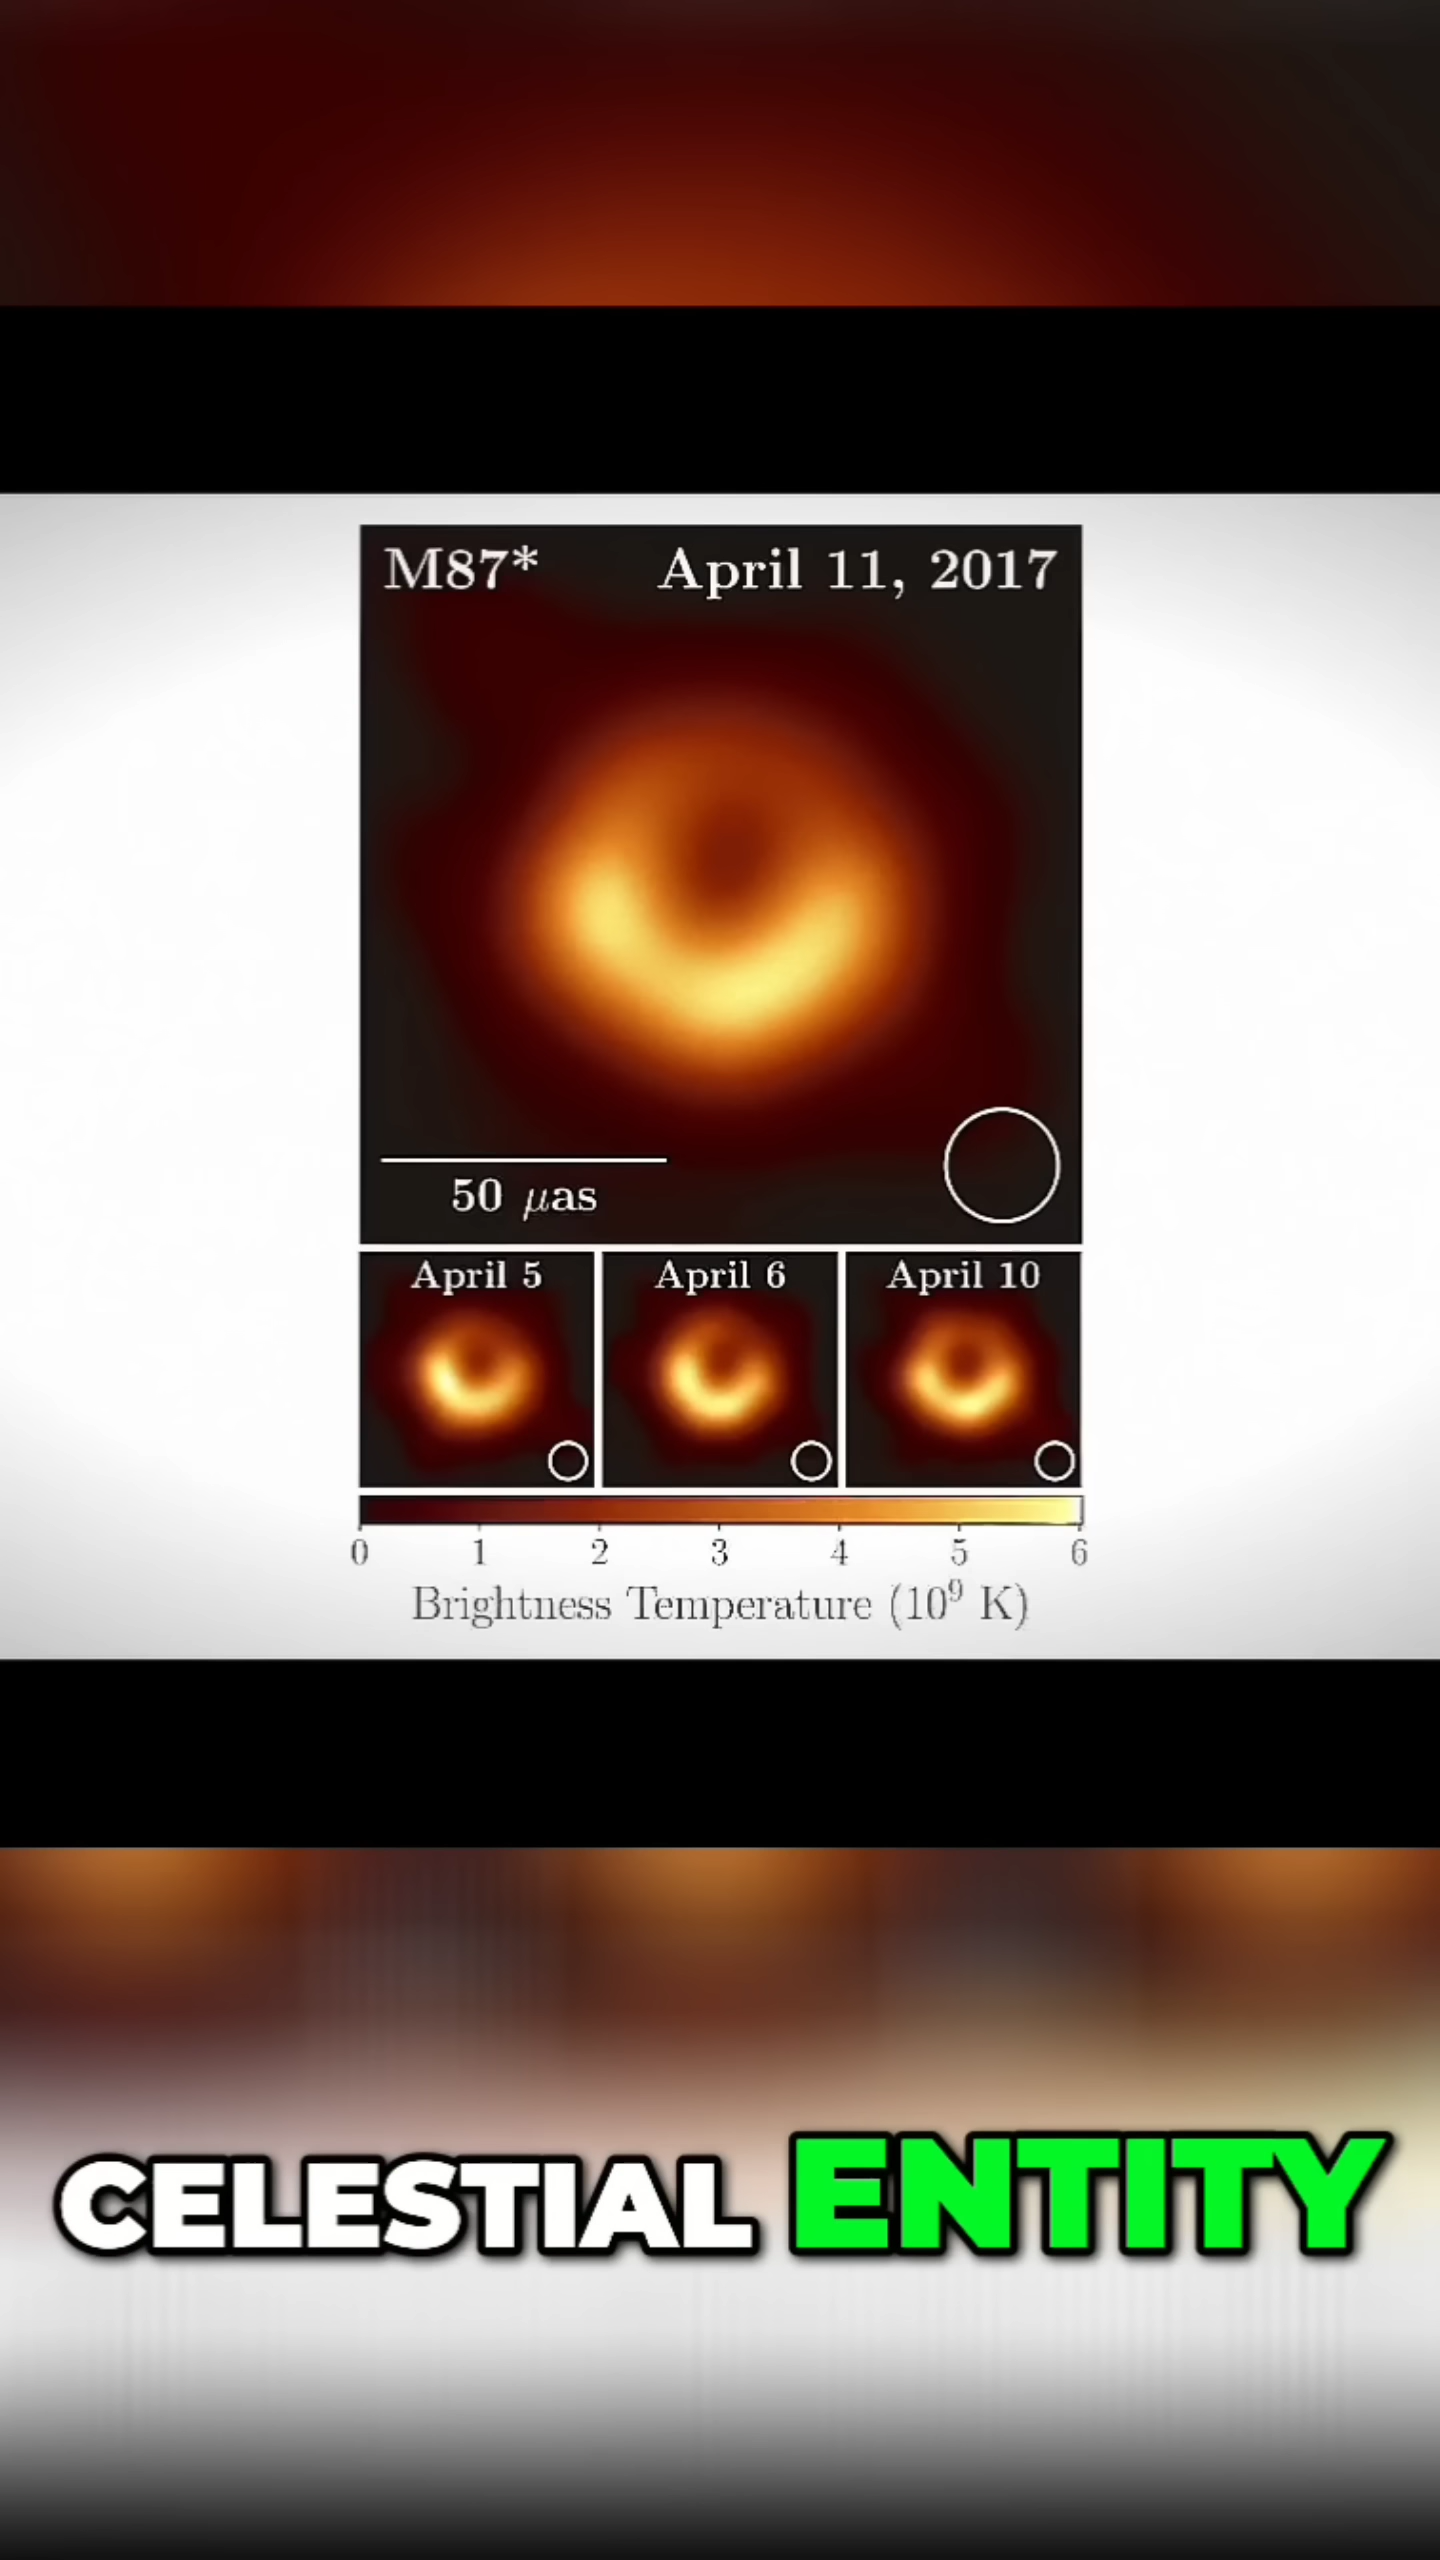 M87* April 11, 2017
50 μas
April 5 April 6 April 10
0 1 2 3 4 5 6
Brightness Temperature (10⁹ K)
CELESTIAL ENTITY